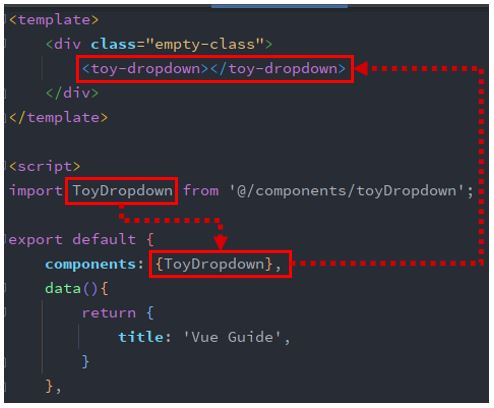 <template>
<div class="empty-class">
<toy-dropdown></toy-dropdown>
</div>
</template>
<script>
import ToyDropdown from '@/components/toyDropdown';
export default {
components: {ToyDropdown},
data(){
return {
title: 'Vue Guide',
}
},